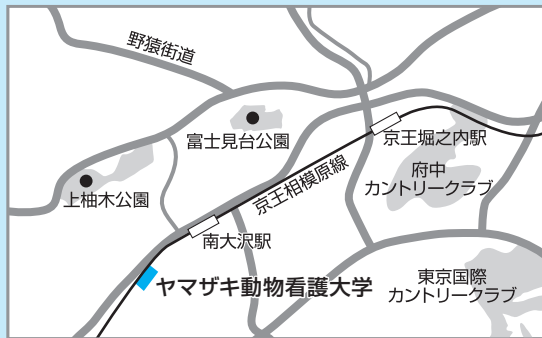 野猿街道
富士見台公園
京王堀之内駅
府中
カントリークラブ
上柚木公園
京王相模原線
南大沢駅
ヤマザキ動物看護大学
東京国際
カントリークラブ